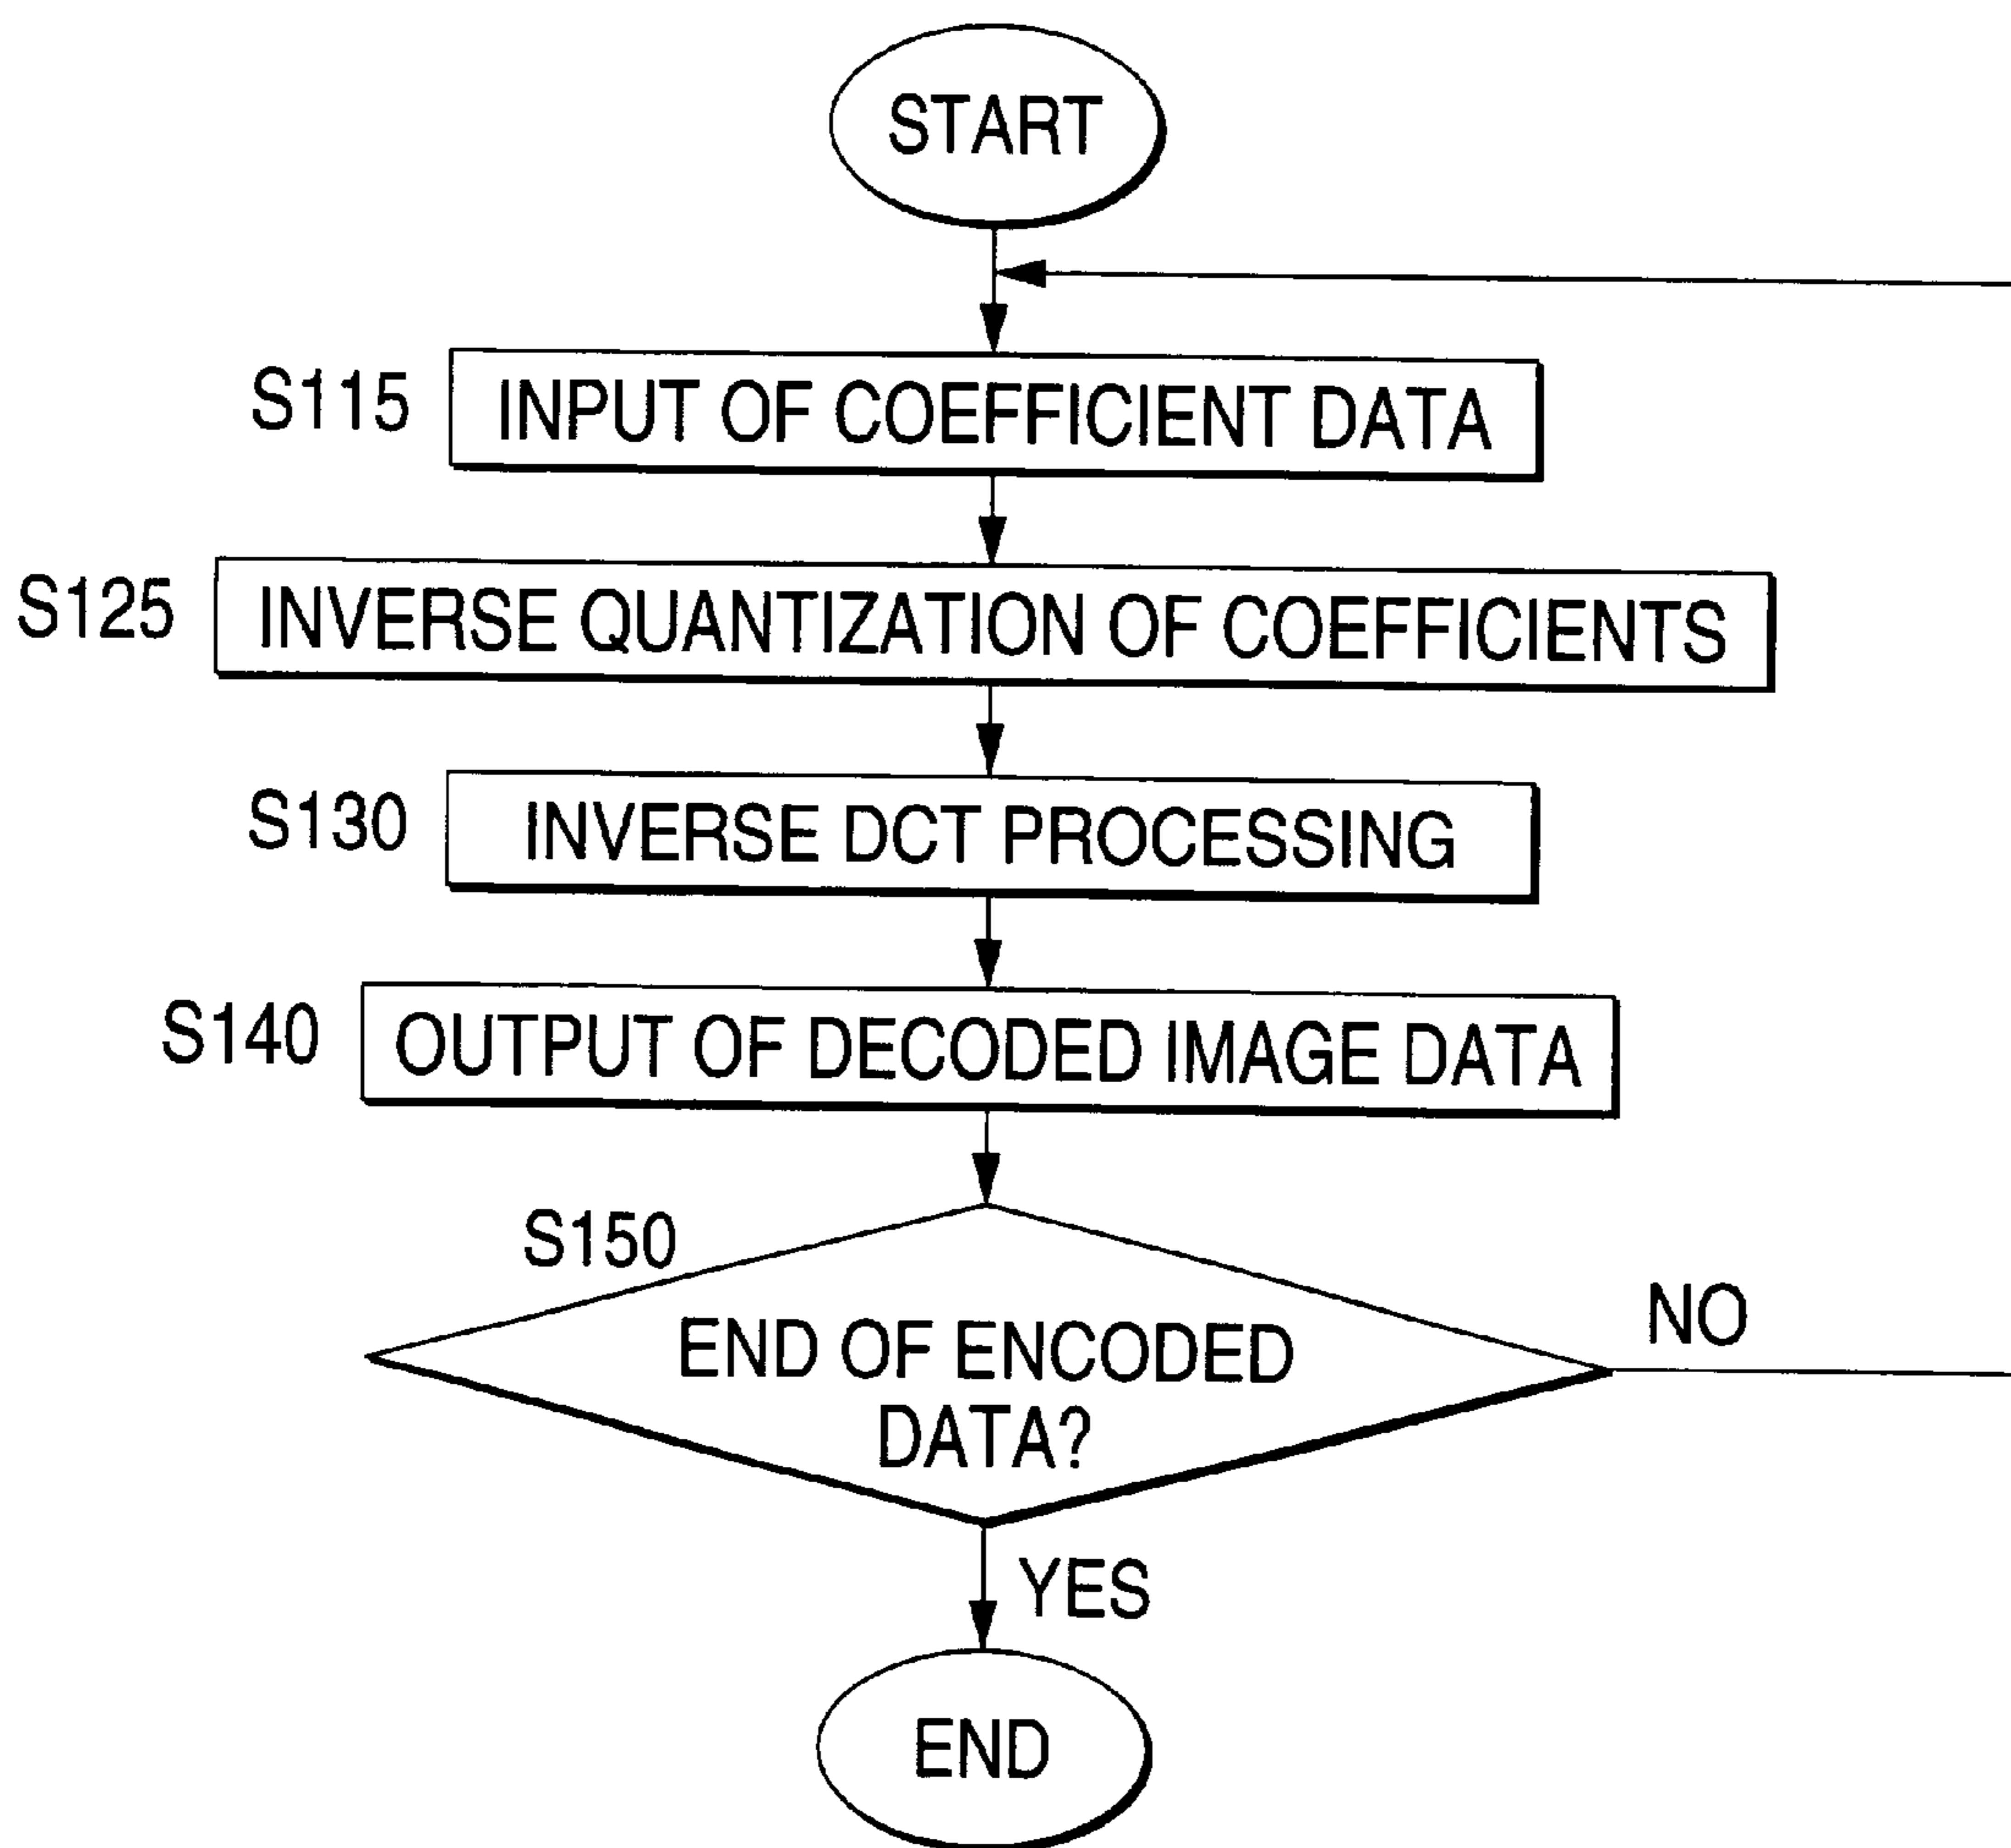 START
S115
INPUT OF COEFFICIENT DATA
S125
INVERSE QUANTIZATION OF COEFFICIENTS
S130
INVERSE DCT PROCESSING
S140
OUTPUT OF DECODED IMAGE DATA
S150
END OF ENCODED
DATA?
NO
YES
END